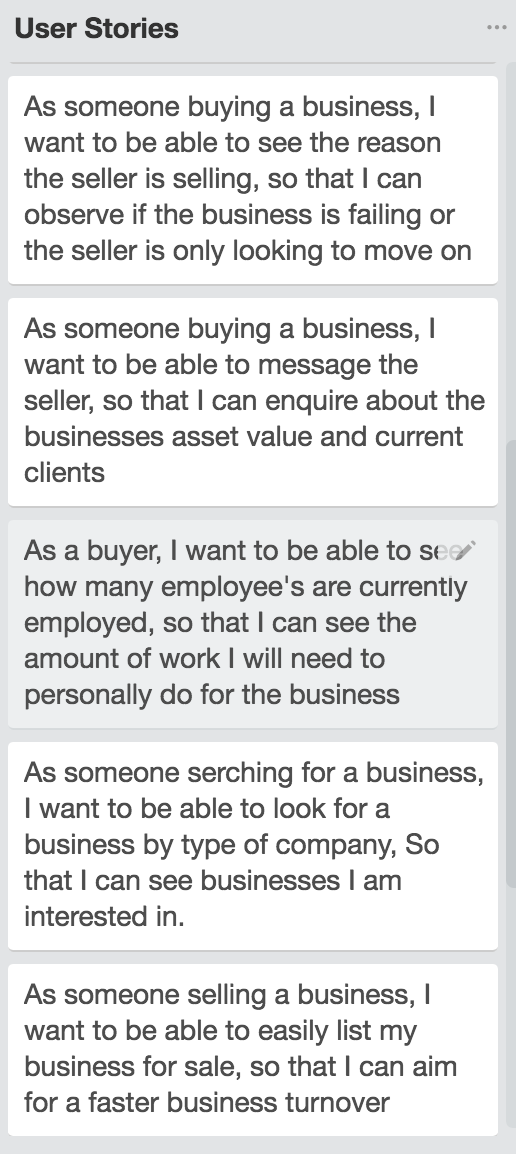 User Stories
As someone buying a business, I
want to be able to see the reason
the seller is selling, so that I can
observe if the business is failing or
the seller is only looking to move on
As someone buying a business, I
want to be able to message the
seller, so that I can enquire about the
businesses asset value and current
clients
As a buyer, I want to be able to see
how many employee's are currently
employed, so that I can see the
amount of work I will need to
personally do for the business
As someone serching for a business,
I want to be able to look for a
business by type of company, So
that I can see businesses I am
interested in.
As someone selling a business, I
want to be able to easily list my
business for sale, so that I can aim
for a faster business turnover